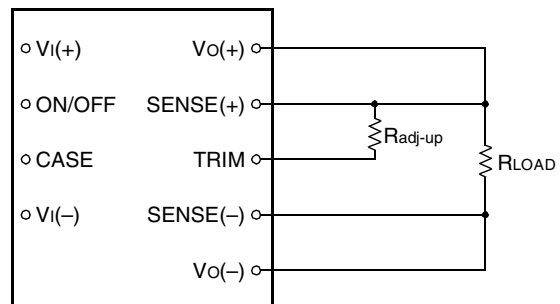 VI(+) VO(+)
ON/OFF SENSE(+)
Radj-up
CASE TRIM
RLOAD
VI(–) SENSE(–)
VO(–)